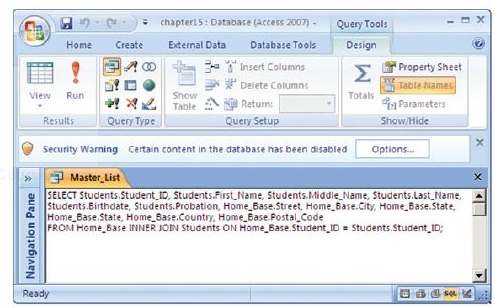 chapter15 : Database (Access 2007) - Query Tools
Home Create External Data Database Tools Design
View Run
Results
Query Type
Show Table
Insert Columns
Delete Columns
Return:
Query Setup
Totals
Property Sheet
Table Names
Parameters
Show/Hide
Security Warning Certain content in the database has been disabled Options...
Master_List
SELECT Students.Student_ID, Students.First_Name, Students.Middle_Name, Students.Last_Name,
Students.Birthdate, Students.Probation, Home_Base.Street, Home_Base.City, Home_Base.State,
Home_Base.State, Home_Base.Country, Home_Base.Postal_Code
FROM Home_Base INNER JOIN Students ON Home_Base.Student_ID = Students.Student_ID;
Navigation Pane
Ready SQL